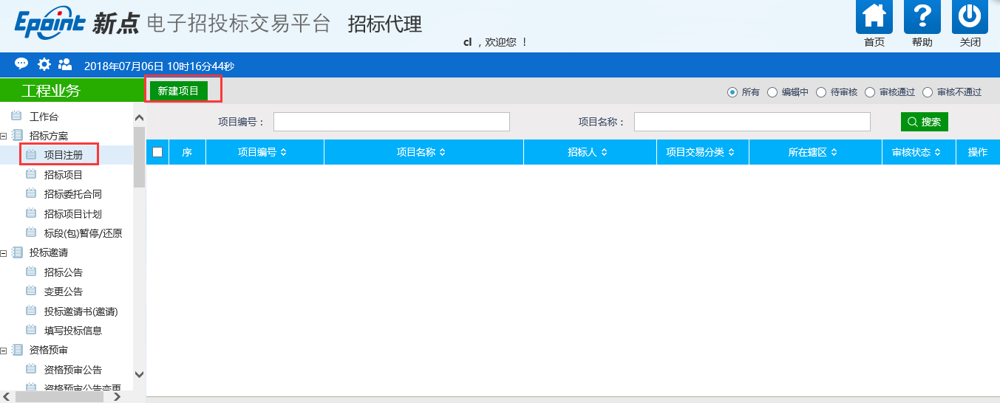 Epoint 新点 电子招投标交易平台 招标代理
cl ，欢迎您 ！
首页 帮助 关闭
2018年07月06日 10时16分44秒
工程业务
新建项目
所有 编辑中 待审核 审核通过 审核不通过
项目编号：
项目名称：
搜索
序 项目编号 项目名称 招标人 项目交易分类 所在辖区 审核状态 操作
工作台
招标方案
项目注册
招标项目
招标委托合同
招标项目计划
标段(包)暂停/还原
投标邀请
招标公告
变更公告
投标邀请书(邀请)
填写投标信息
资格预审
资格预审公告
资格预审公告变更